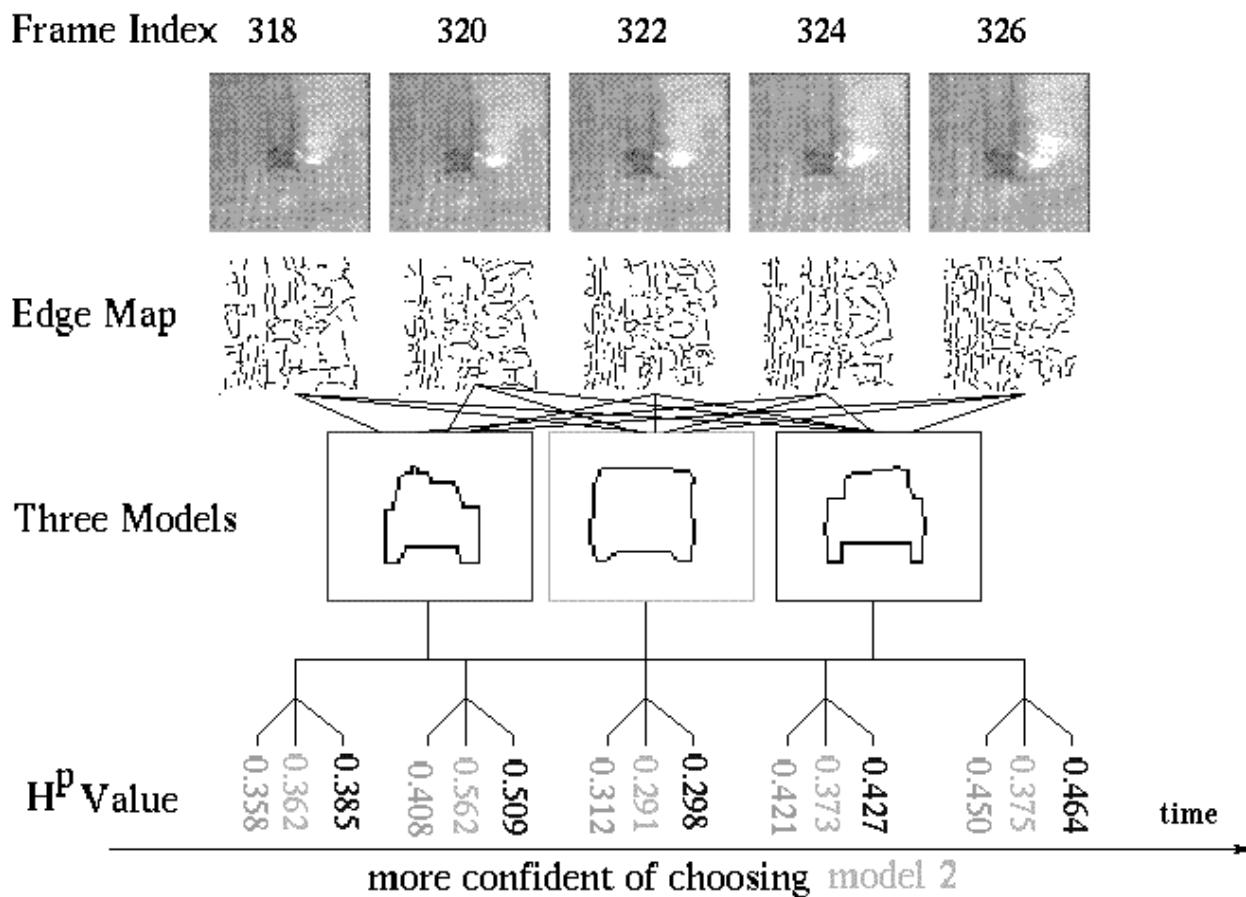 Frame Index 318 320 322 324 326
Edge Map
Three Models
H^p Value
0.358 0.362 0.385 0.408 0.562 0.509 0.312 0.291 0.298 0.421 0.373 0.427 0.450 0.375 0.464
time
more confident of choosing model 2